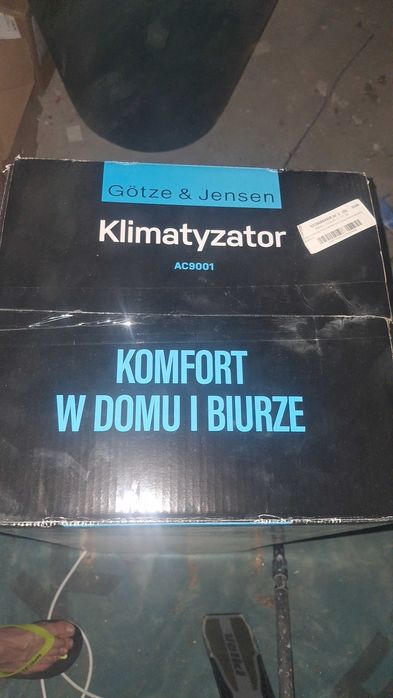 Götze & Jensen
Klimatyzator
AC9001
KOMFORT
W DOMU I BIURZE